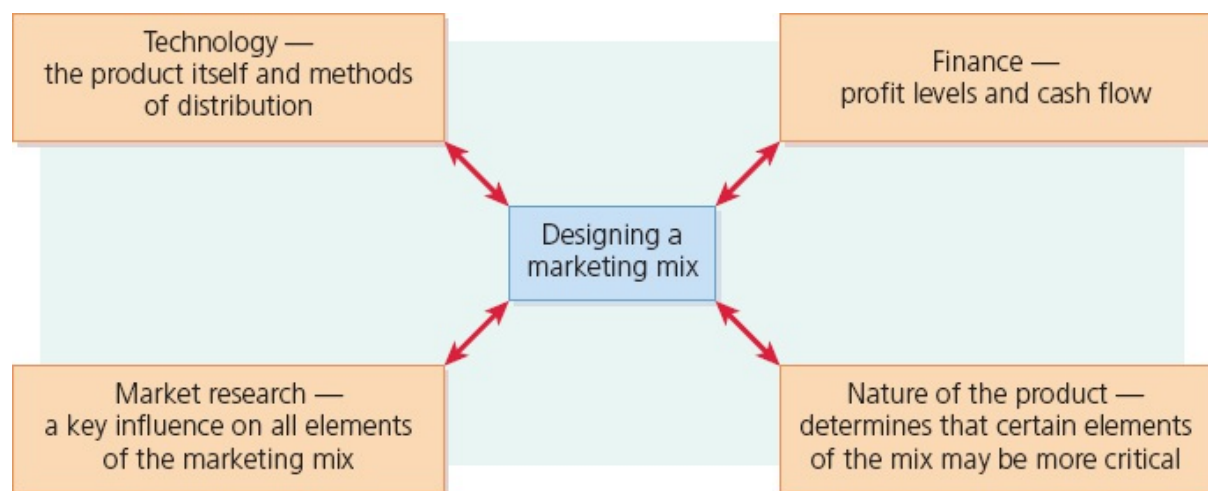 Technology —
the product itself and methods
of distribution
Finance —
profit levels and cash flow
Designing a
marketing mix
Market research —
a key influence on all elements
of the marketing mix
Nature of the product —
determines that certain elements
of the mix may be more critical